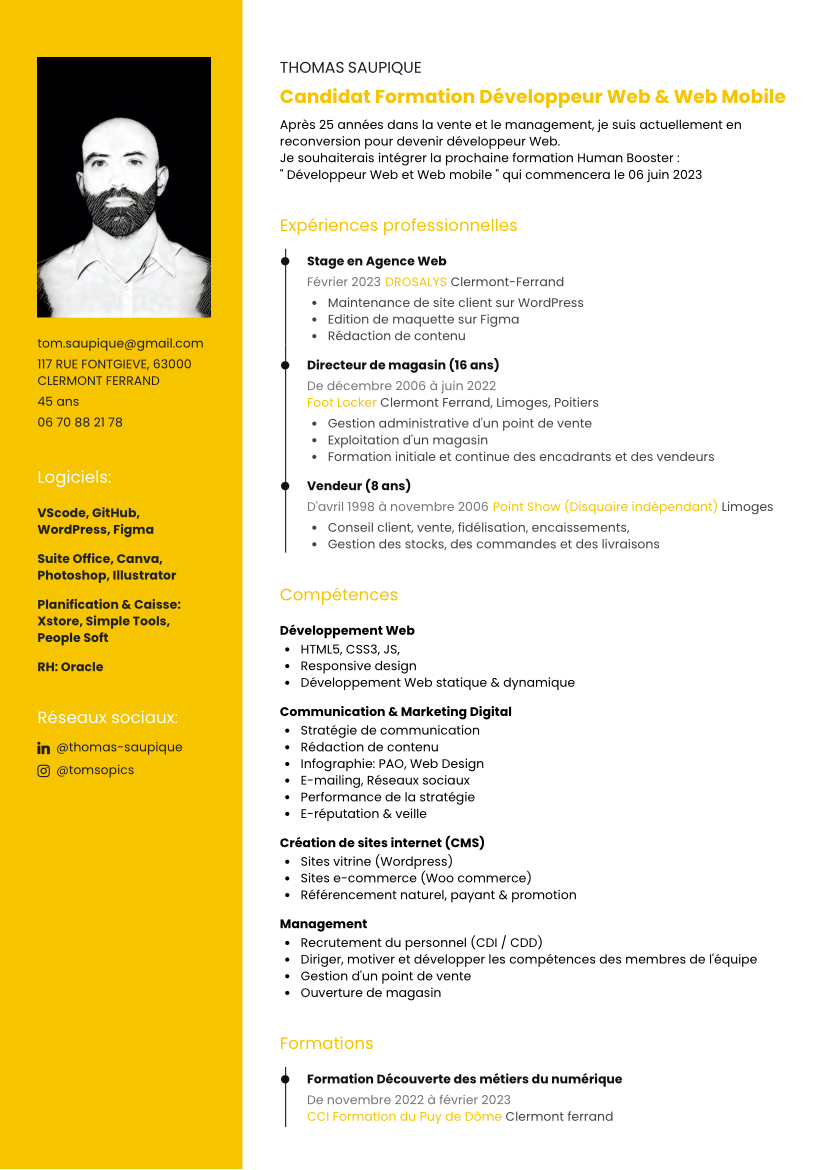 tom.saupique@gmail.com
117 RUE FONTGIEVE, 63000
CLERMONT FERRAND
45 ans
06 70 88 21 78
Logiciels:
VScode, GitHub,
WordPress, Figma
Suite Office, Canva,
Photoshop, Illustrator
Planification & Caisse:
Xstore, Simple Tools,
People Soft
RH: Oracle
Réseaux sociaux:
@thomas-saupique
@tomsopics
THOMAS SAUPIQUE
Candidat Formation Développeur Web & Web Mobile
Après 25 années dans la vente et le management, je suis actuellement en
reconversion pour devenir développeur Web.
Je souhaiterais intégrer la prochaine formation Human Booster :
" Développeur Web et Web mobile " qui commencera le 06 juin 2023
Expériences professionnelles
Stage en Agence Web
Février 2023 DROSALYS Clermont-Ferrand
• Maintenance de site client sur WordPress
• Edition de maquette sur Figma
• Rédaction de contenu
Directeur de magasin (16 ans)
De décembre 2006 à juin 2022
Foot Locker Clermont Ferrand, Limoges, Poitiers
• Gestion administrative d'un point de vente
• Exploitation d'un magasin
• Formation initiale et continue des encadrants et des vendeurs
Vendeur (8 ans)
D'avril 1998 à novembre 2006 Point Show (Disquaire indépendant) Limoges
• Conseil client, vente, fidélisation, encaissements,
• Gestion des stocks, des commandes et des livraisons
Compétences
Développement Web
• HTML5, CSS3, JS,
• Responsive design
• Développement Web statique & dynamique
Communication & Marketing Digital
• Stratégie de communication
• Rédaction de contenu
• Infographie: PAO, Web Design
• E-mailing, Réseaux sociaux
• Performance de la stratégie
• E-réputation & veille
Création de sites internet (CMS)
• Sites vitrine (Wordpress)
• Sites e-commerce (Woo commerce)
• Référencement naturel, payant & promotion
Management
• Recrutement du personnel (CDI / CDD)
• Diriger, motiver et développer les compétences des membres de l'équipe
• Gestion d'un point de vente
• Ouverture de magasin
Formations
Formation Découverte des métiers du numérique
De novembre 2022 à février 2023
CCI Formation du Puy de Dôme Clermont ferrand